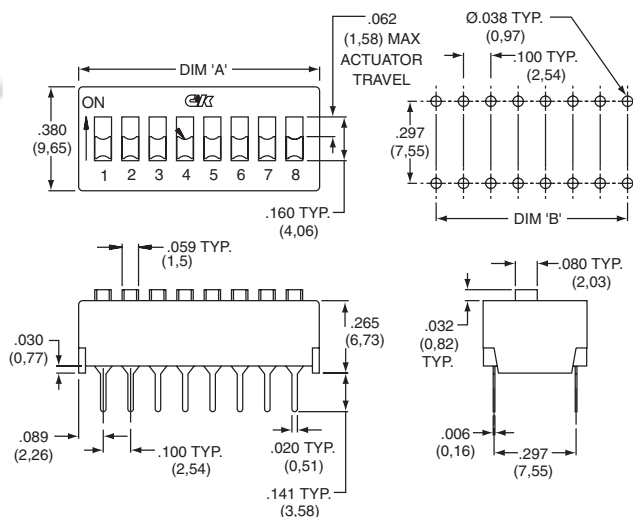 .062
(1,58) MAX
ACTUATOR
TRAVEL
Ø.038 TYP.
(0,97)
.100 TYP.
(2,54)
DIM 'A'
ON
CK
.380
(9,65)
1 2 3 4 5 6 7 8
.160 TYP.
(4,06)
.297
(7,55)
DIM 'B'
.059 TYP.
(1,5)
.030
(0,77)
.265
(6,73)
.089
(2,26)
.100 TYP.
(2,54)
.020 TYP.
(0,51)
.141 TYP.
(3,58)
.080 TYP.
(2,03)
.032
(0,82)
TYP.
.006
(0,16)
.297
(7,55)